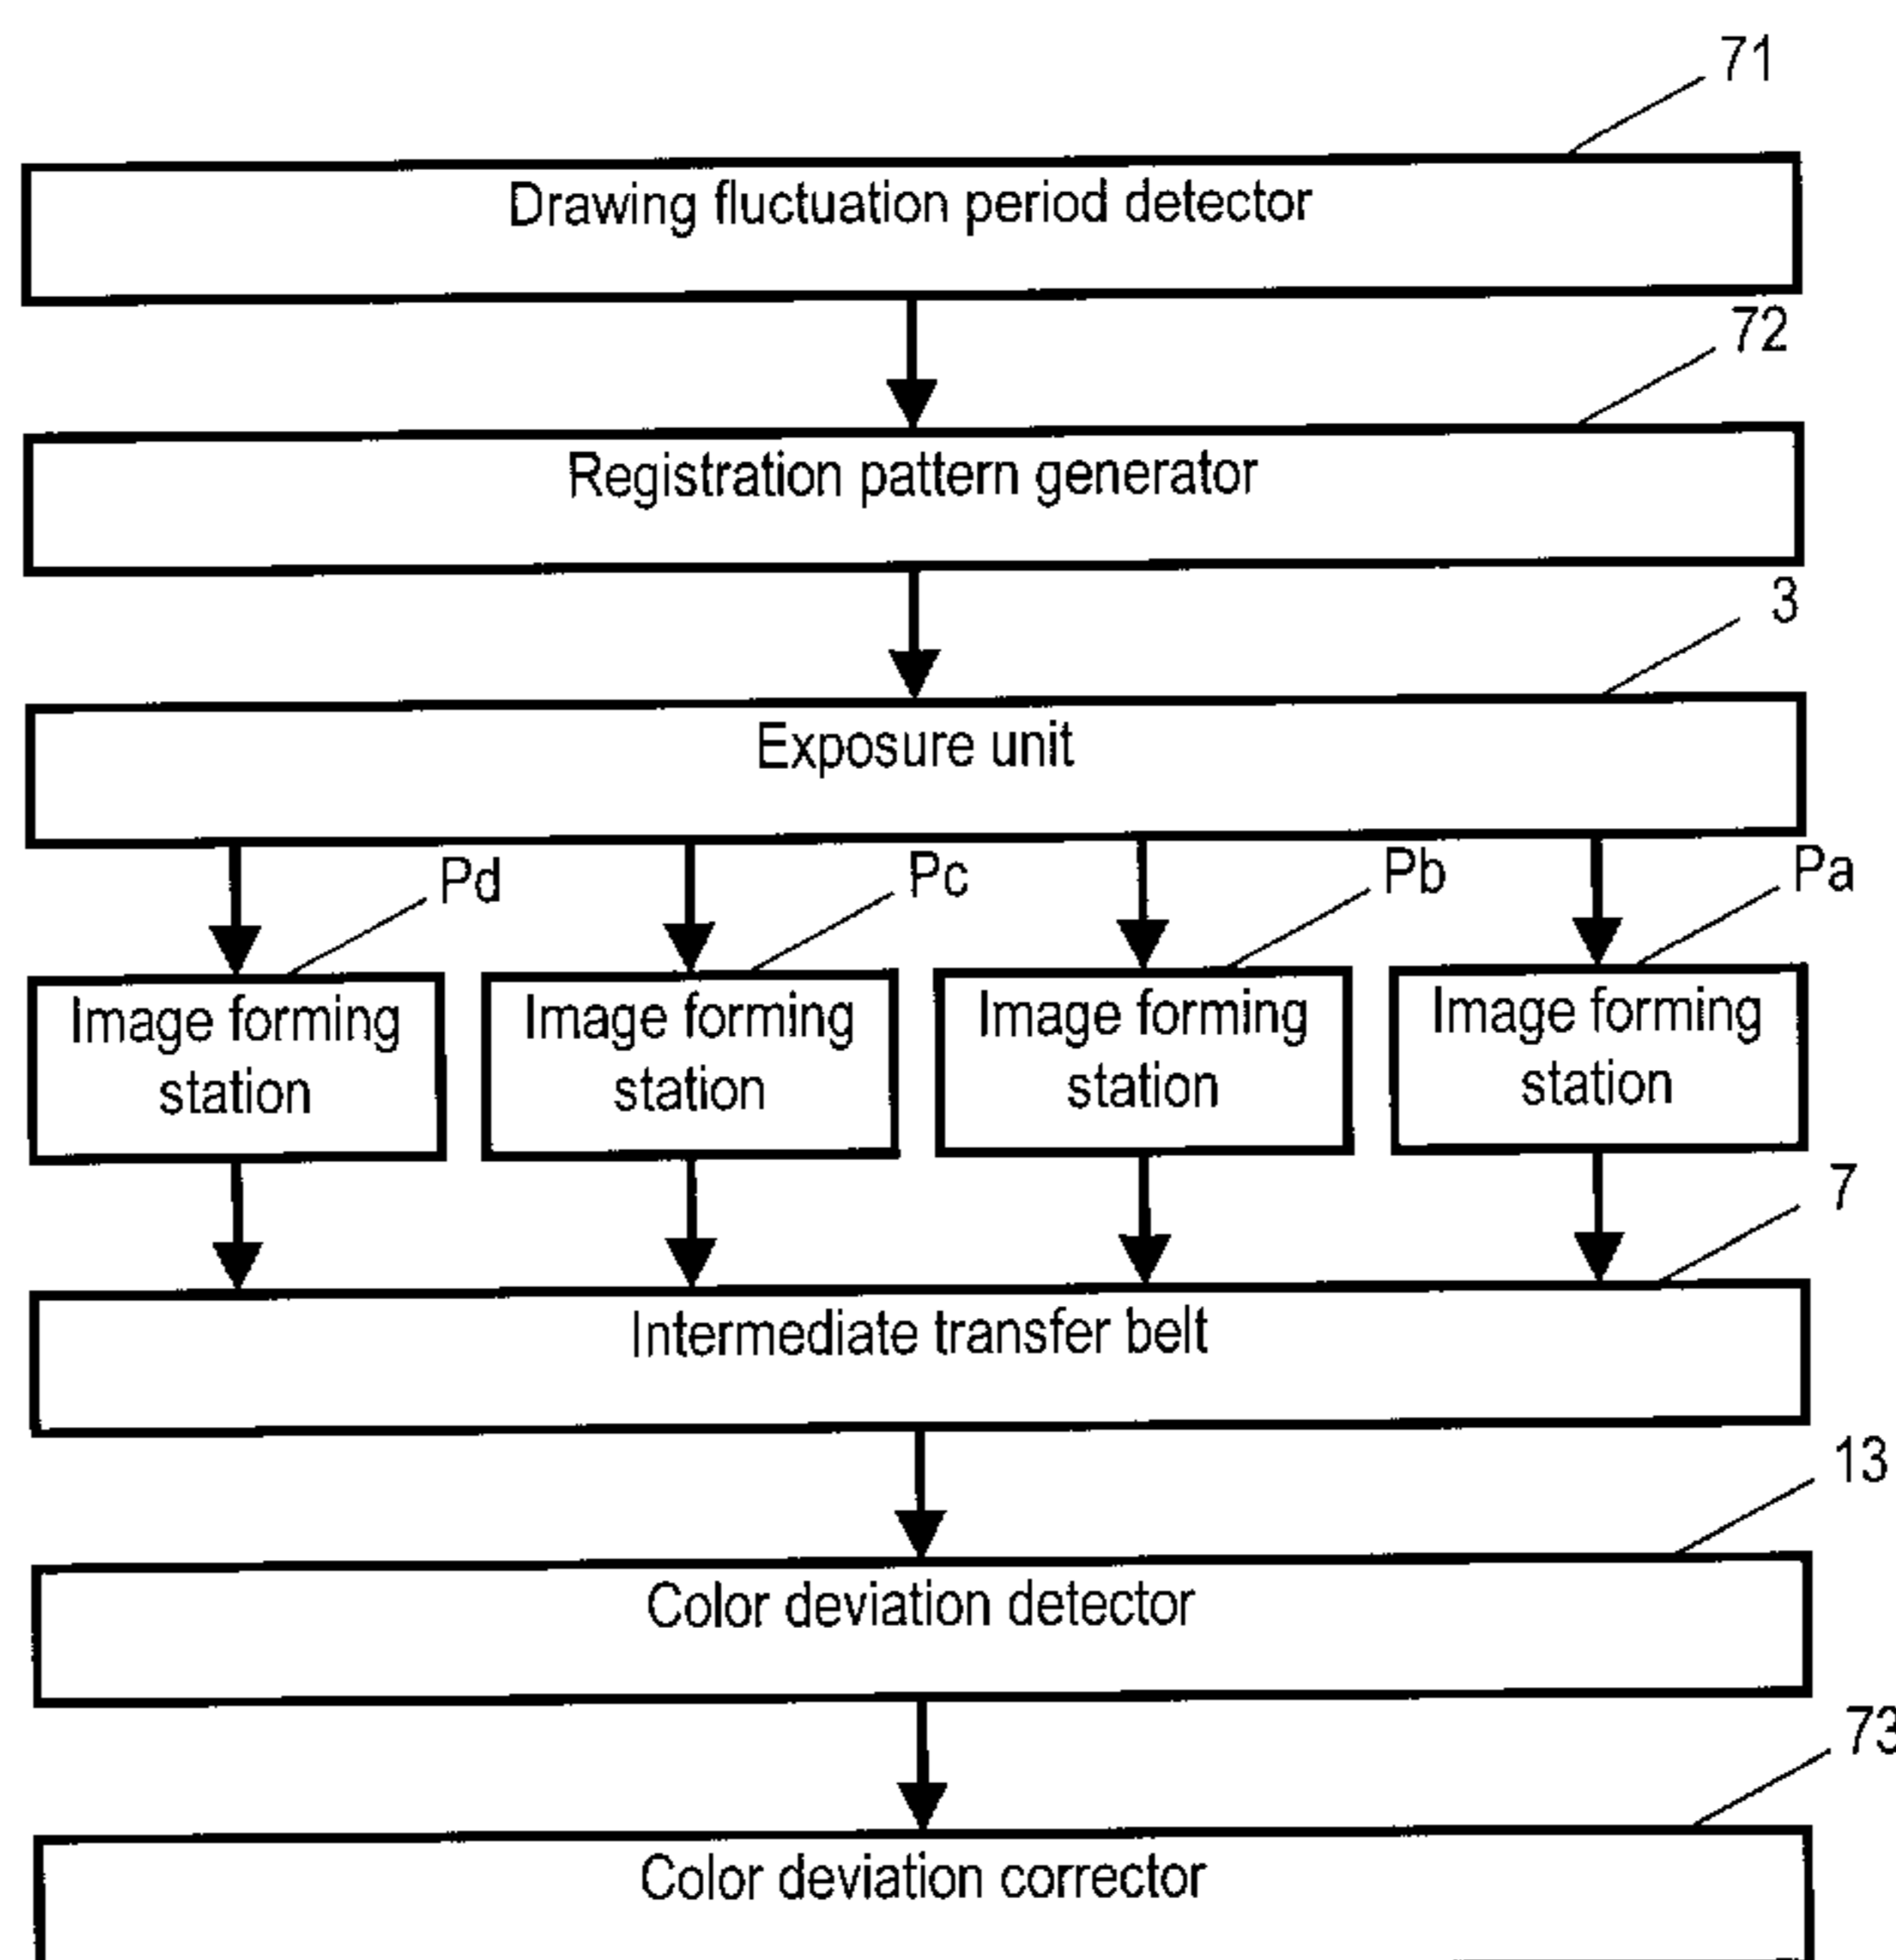 71
Drawing fluctuation period detector
72
Registration pattern generator
3
Exposure unit
Pd
Pc
Pb
Pa
Image forming
station
Image forming
station
Image forming
station
Image forming
station
7
Intermediate transfer belt
13
Color deviation detector
73
Color deviation corrector